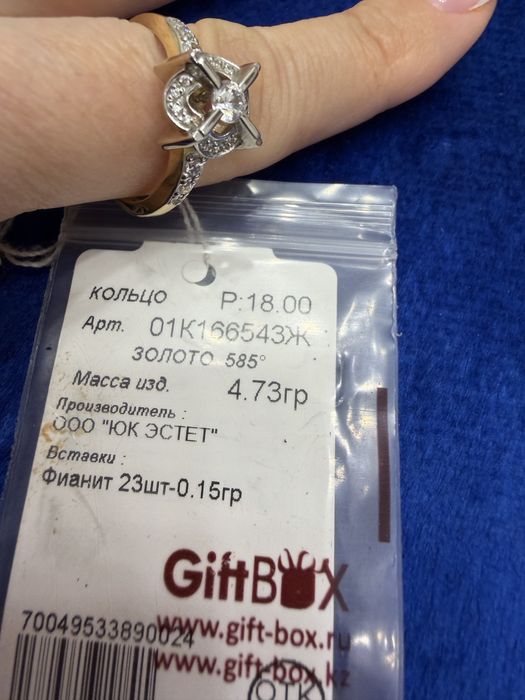 КОЛЬЦО Р:18.00
Арт. 01К166543Ж
ЗОЛОТО 585°
Масса изд. 4.73гр
Производитель :
ООО "ЮК ЭСТЕТ"
Вставки :
Фианит 23шт-0.15гр
GiftBOX
70049533890024
www.gift-box.ru
www.gift-box.kz
ОТК